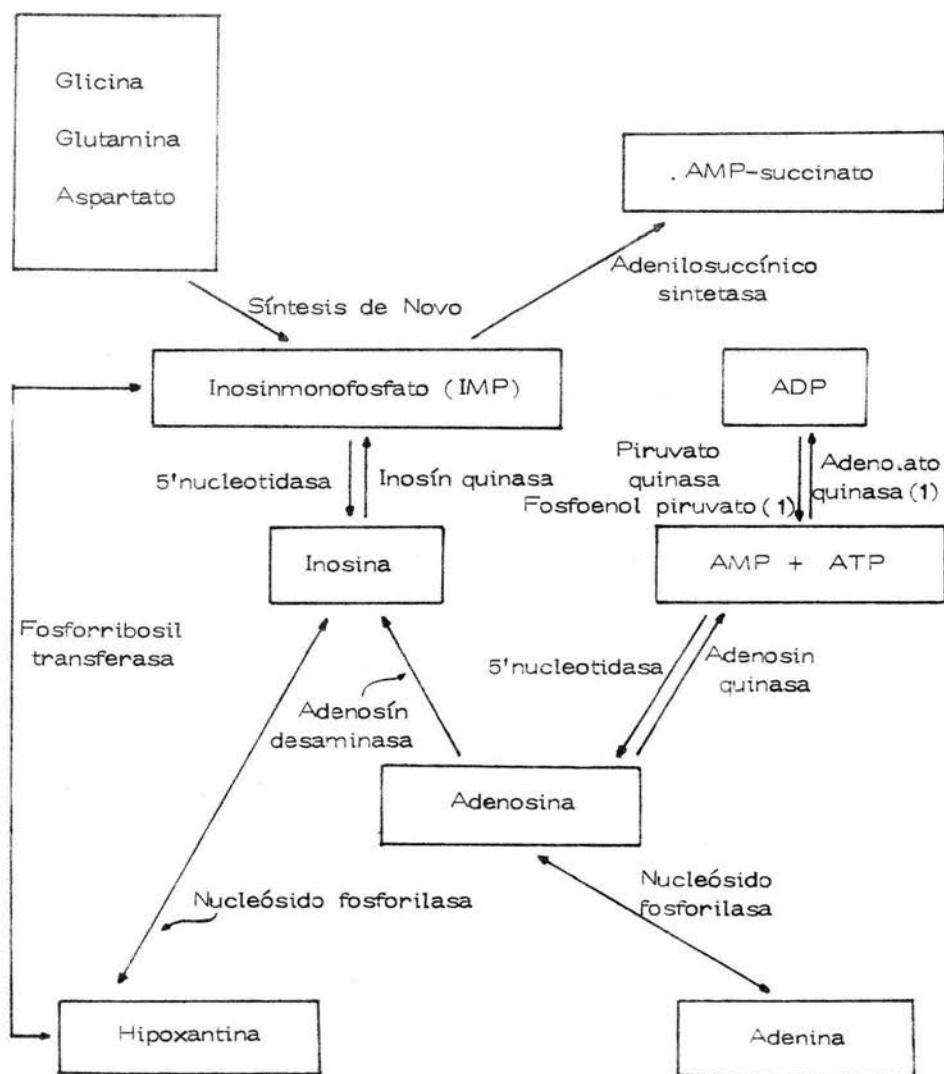 Glicina
Glutamina
Aspartato
. AMP-succinato
Adenilosuccínico
sintetasa
Síntesis de Novo
Inosinmonofosfato (IMP)
ADP
5'nucleotidasa
Inosín quinasa
Piruvato
quinasa
Fosfoenol piruvato (1)
Adenolato
quinasa (1)
Inosina
AMP + ATP
Fosforribosil
transferasa
Adenosín
desaminasa
5'nucleotidasa
Adenosin
quinasa
Adenosina
Nucleósido fosforilasa
Nucleósido
fosforilasa
Hipoxantina
Adenina